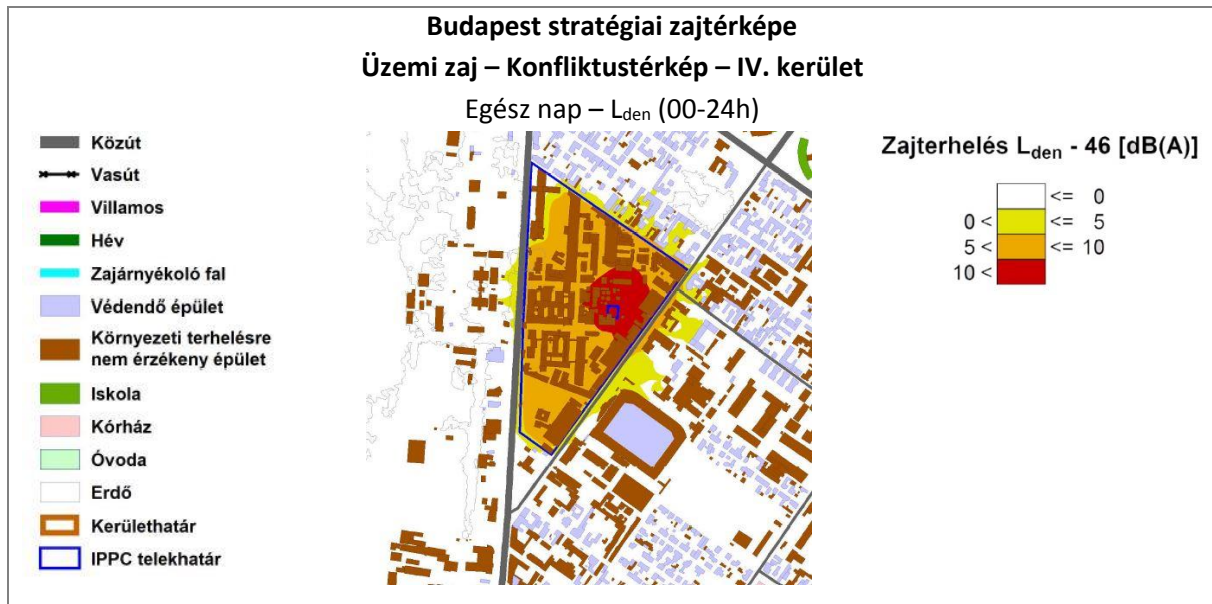 Budapest stratégiai zajtérképe
Üzemi zaj – Konfliktustérkép – IV. kerület
Egész nap – Lden (00-24h)
Közút
Vasút
Villamos
Hév
Zajárnyékoló fal
Védendő épület
Környezeti terhelésre
nem érzékeny épület
Iskola
Kórház
Óvoda
Erdő
Kerülethatár
IPPC telekhatár
Zajterhelés Lden - 46 [dB(A)]
<= 0
0 < <= 5
5 < <= 10
10 <